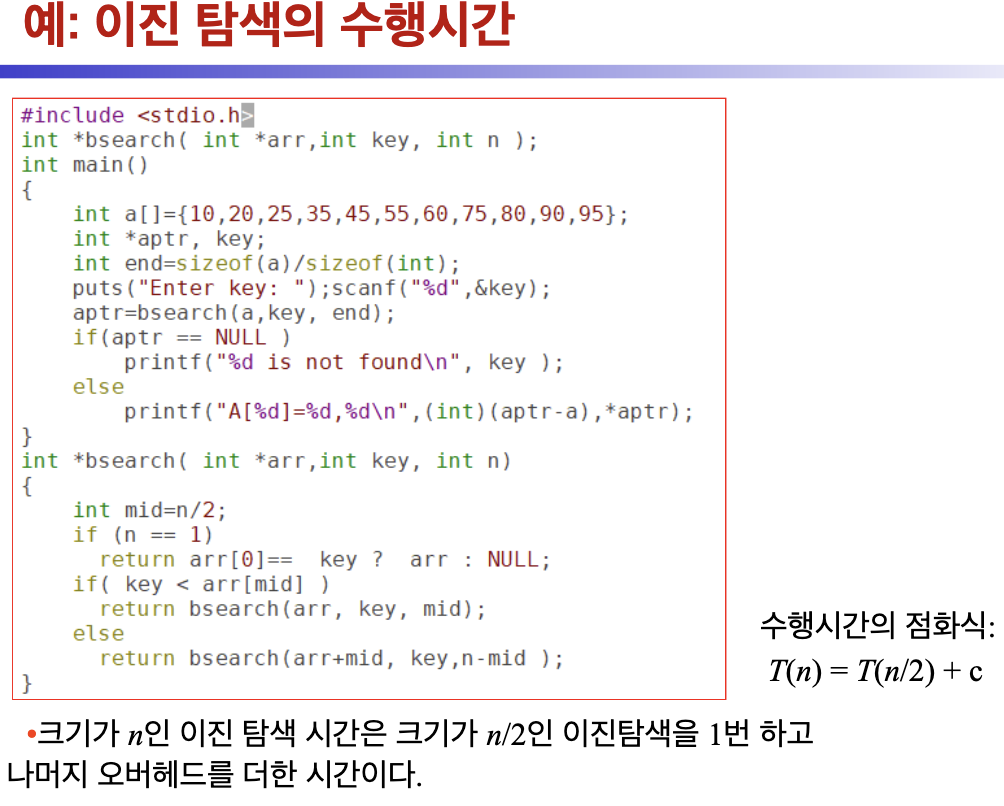 예: 이진 탐색의 수행시간
#include <stdio.h>
int *bsearch( int *arr,int key, int n );
int main()
{
    int a[]={10,20,25,35,45,55,60,75,80,90,95};
    int *aptr, key;
    int end=sizeof(a)/sizeof(int);
    puts("Enter key: ");scanf("%d",&key);
    aptr=bsearch(a,key, end);
    if(aptr == NULL )
        printf("%d is not found\n", key );
    else
        printf("A[%d]=%d,%d\n",(int)(aptr-a),*aptr);
}
int *bsearch( int *arr,int key, int n)
{
    int mid=n/2;
    if (n == 1)
      return arr[0]==  key ?  arr : NULL;
    if( key < arr[mid] )
      return bsearch(arr, key, mid);
    else
      return bsearch(arr+mid, key,n-mid );
}
수행시간의 점화식:
T(n) = T(n/2) + c
•크기가 n인 이진 탐색 시간은 크기가 n/2인 이진탐색을 1번 하고
나머지 오버헤드를 더한 시간이다.